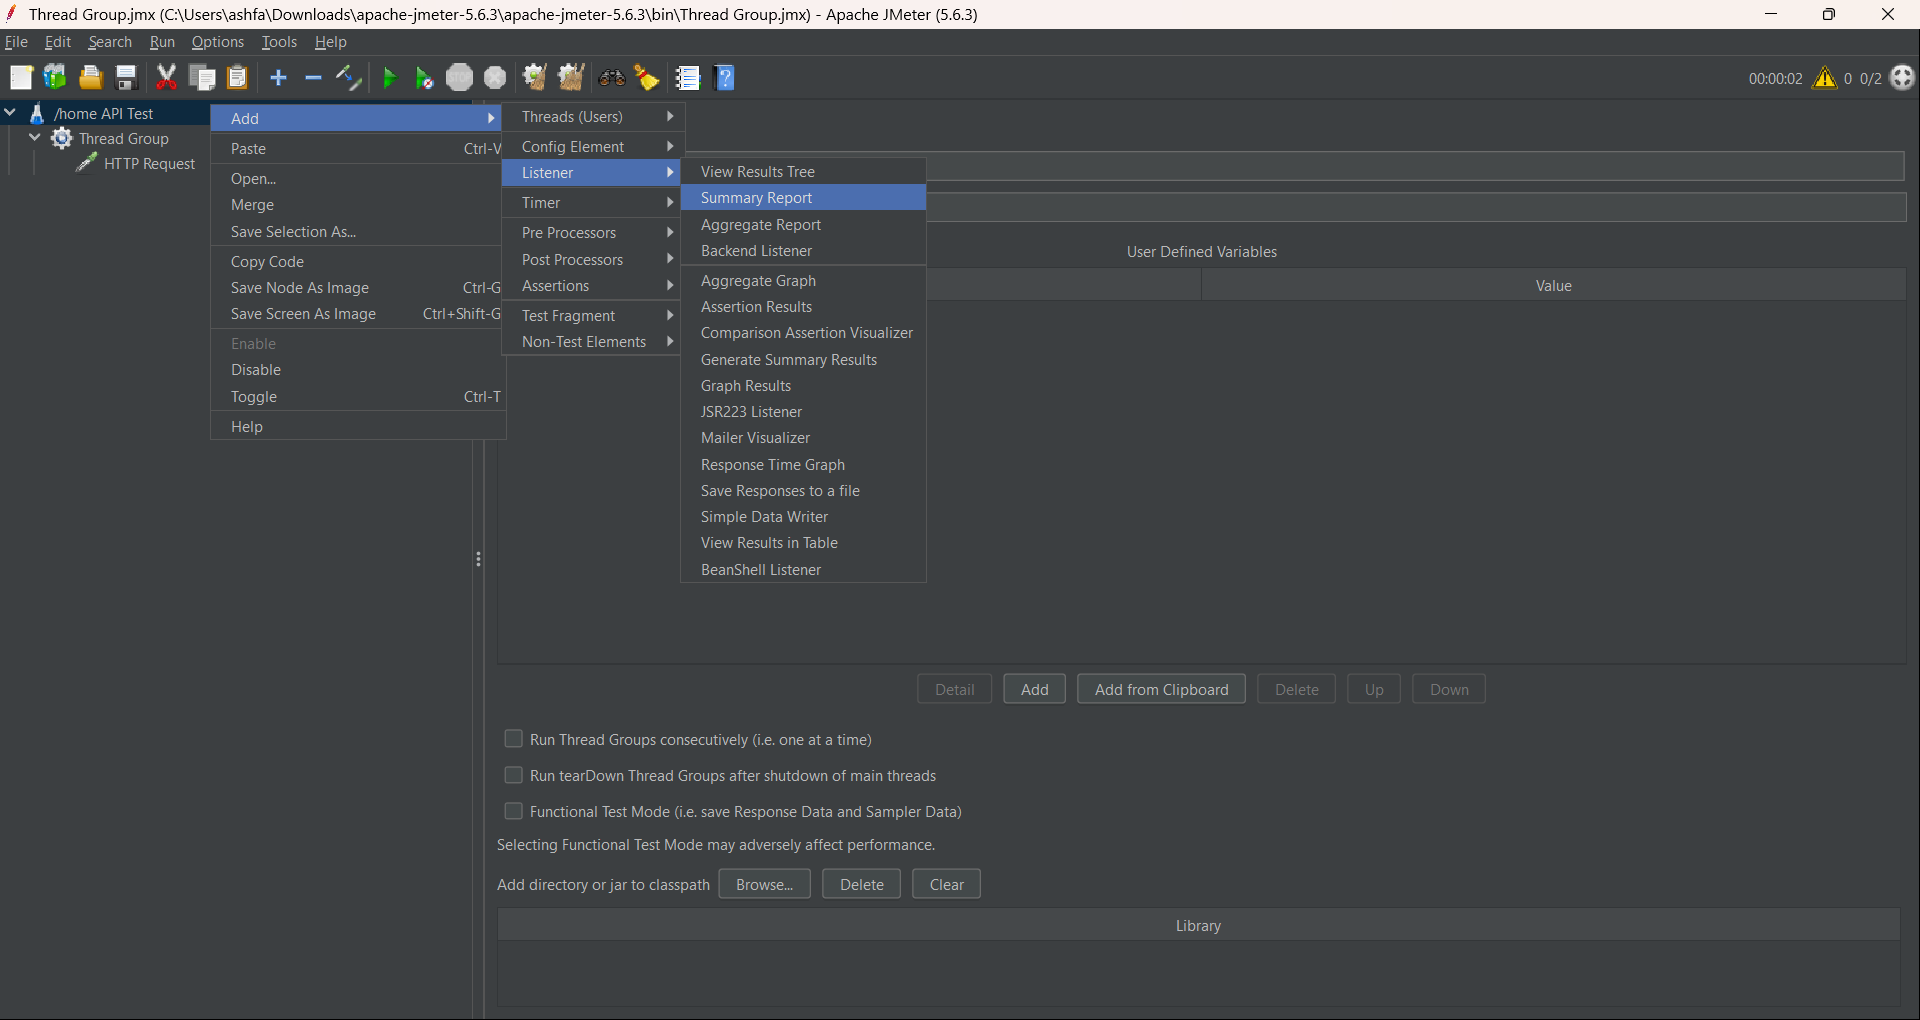 Thread Group.jmx (C:\Users\ashfa\Downloads\apache-jmeter-5.6.3\apache-jmeter-5.6.3\bin\Thread Group.jmx) - Apache JMeter (5.6.3)
File Edit Search Run Options Tools Help
STOP
00:00:02 0 0/2
/home API Test
Thread Group
HTTP Request
Add
Paste Ctrl-V
Open...
Merge
Save Selection As...
Copy Code
Save Node As Image Ctrl-G
Save Screen As Image Ctrl+Shift-G
Enable
Disable
Toggle Ctrl-T
Help
Threads (Users)
Config Element
Listener
Timer
Pre Processors
Post Processors
Assertions
Test Fragment
Non-Test Elements
View Results Tree
Summary Report
Aggregate Report
Backend Listener
Aggregate Graph
Assertion Results
Comparison Assertion Visualizer
Generate Summary Results
Graph Results
JSR223 Listener
Mailer Visualizer
Response Time Graph
Save Responses to a file
Simple Data Writer
View Results in Table
BeanShell Listener
User Defined Variables
Value
Detail Add Add from Clipboard Delete Up Down
Run Thread Groups consecutively (i.e. one at a time)
Run tearDown Thread Groups after shutdown of main threads
Functional Test Mode (i.e. save Response Data and Sampler Data)
Selecting Functional Test Mode may adversely affect performance.
Add directory or jar to classpath Browse... Delete Clear
Library